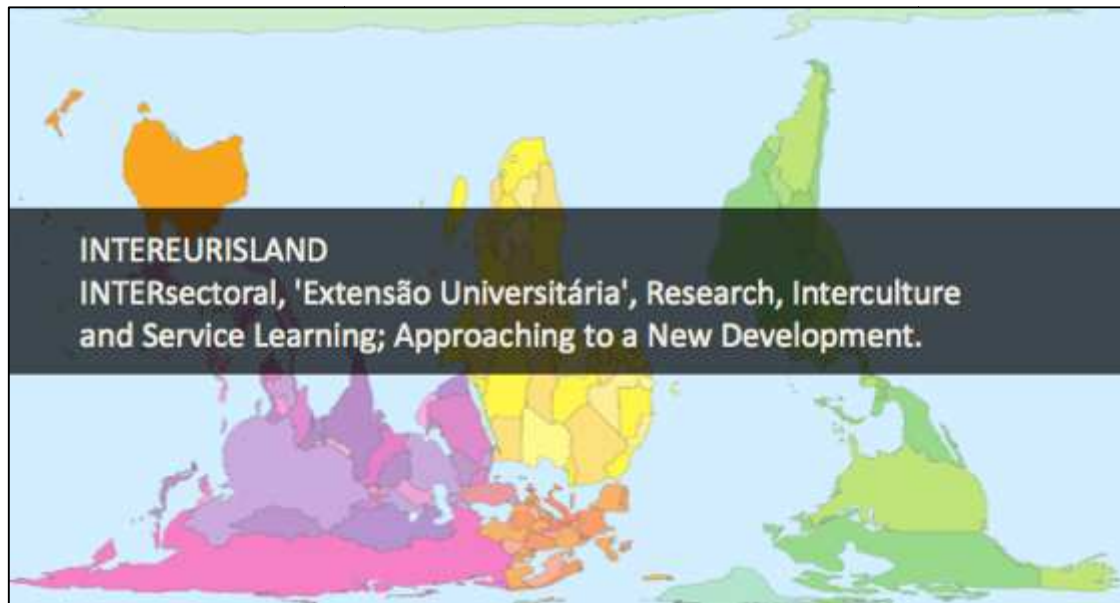 INTEREURISLAND
INTERsectoral, 'Extensão Universitária', Research, Interculture
and Service Learning; Approaching to a New Development.